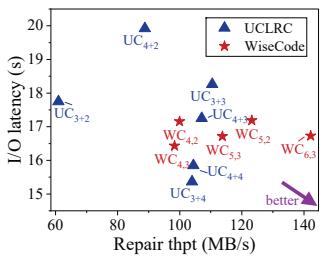 UCLRC
WiseCode
20
19
18
17
16
15
I/O latency (s)
UC4+2
UC3+2
UC3+3
UC4+3
WC4,2
WC5,2
WC4,3
WC5,3
WC6,3
UC4+4
UC3+4
better
60
80
100
120
140
Repair thpt (MB/s)